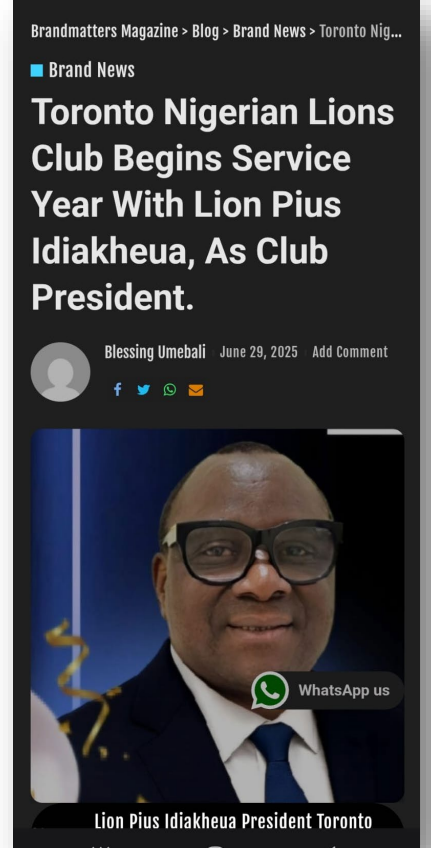 Brandmatters Magazine > Blog > Brand News > Toronto Nig...
Brand News
Toronto Nigerian Lions
Club Begins Service
Year With Lion Pius
Idiakheua, As Club
President.
Blessing Umebali June 29, 2025 Add Comment
WhatsApp us
Lion Pius Idiakheua President Toronto